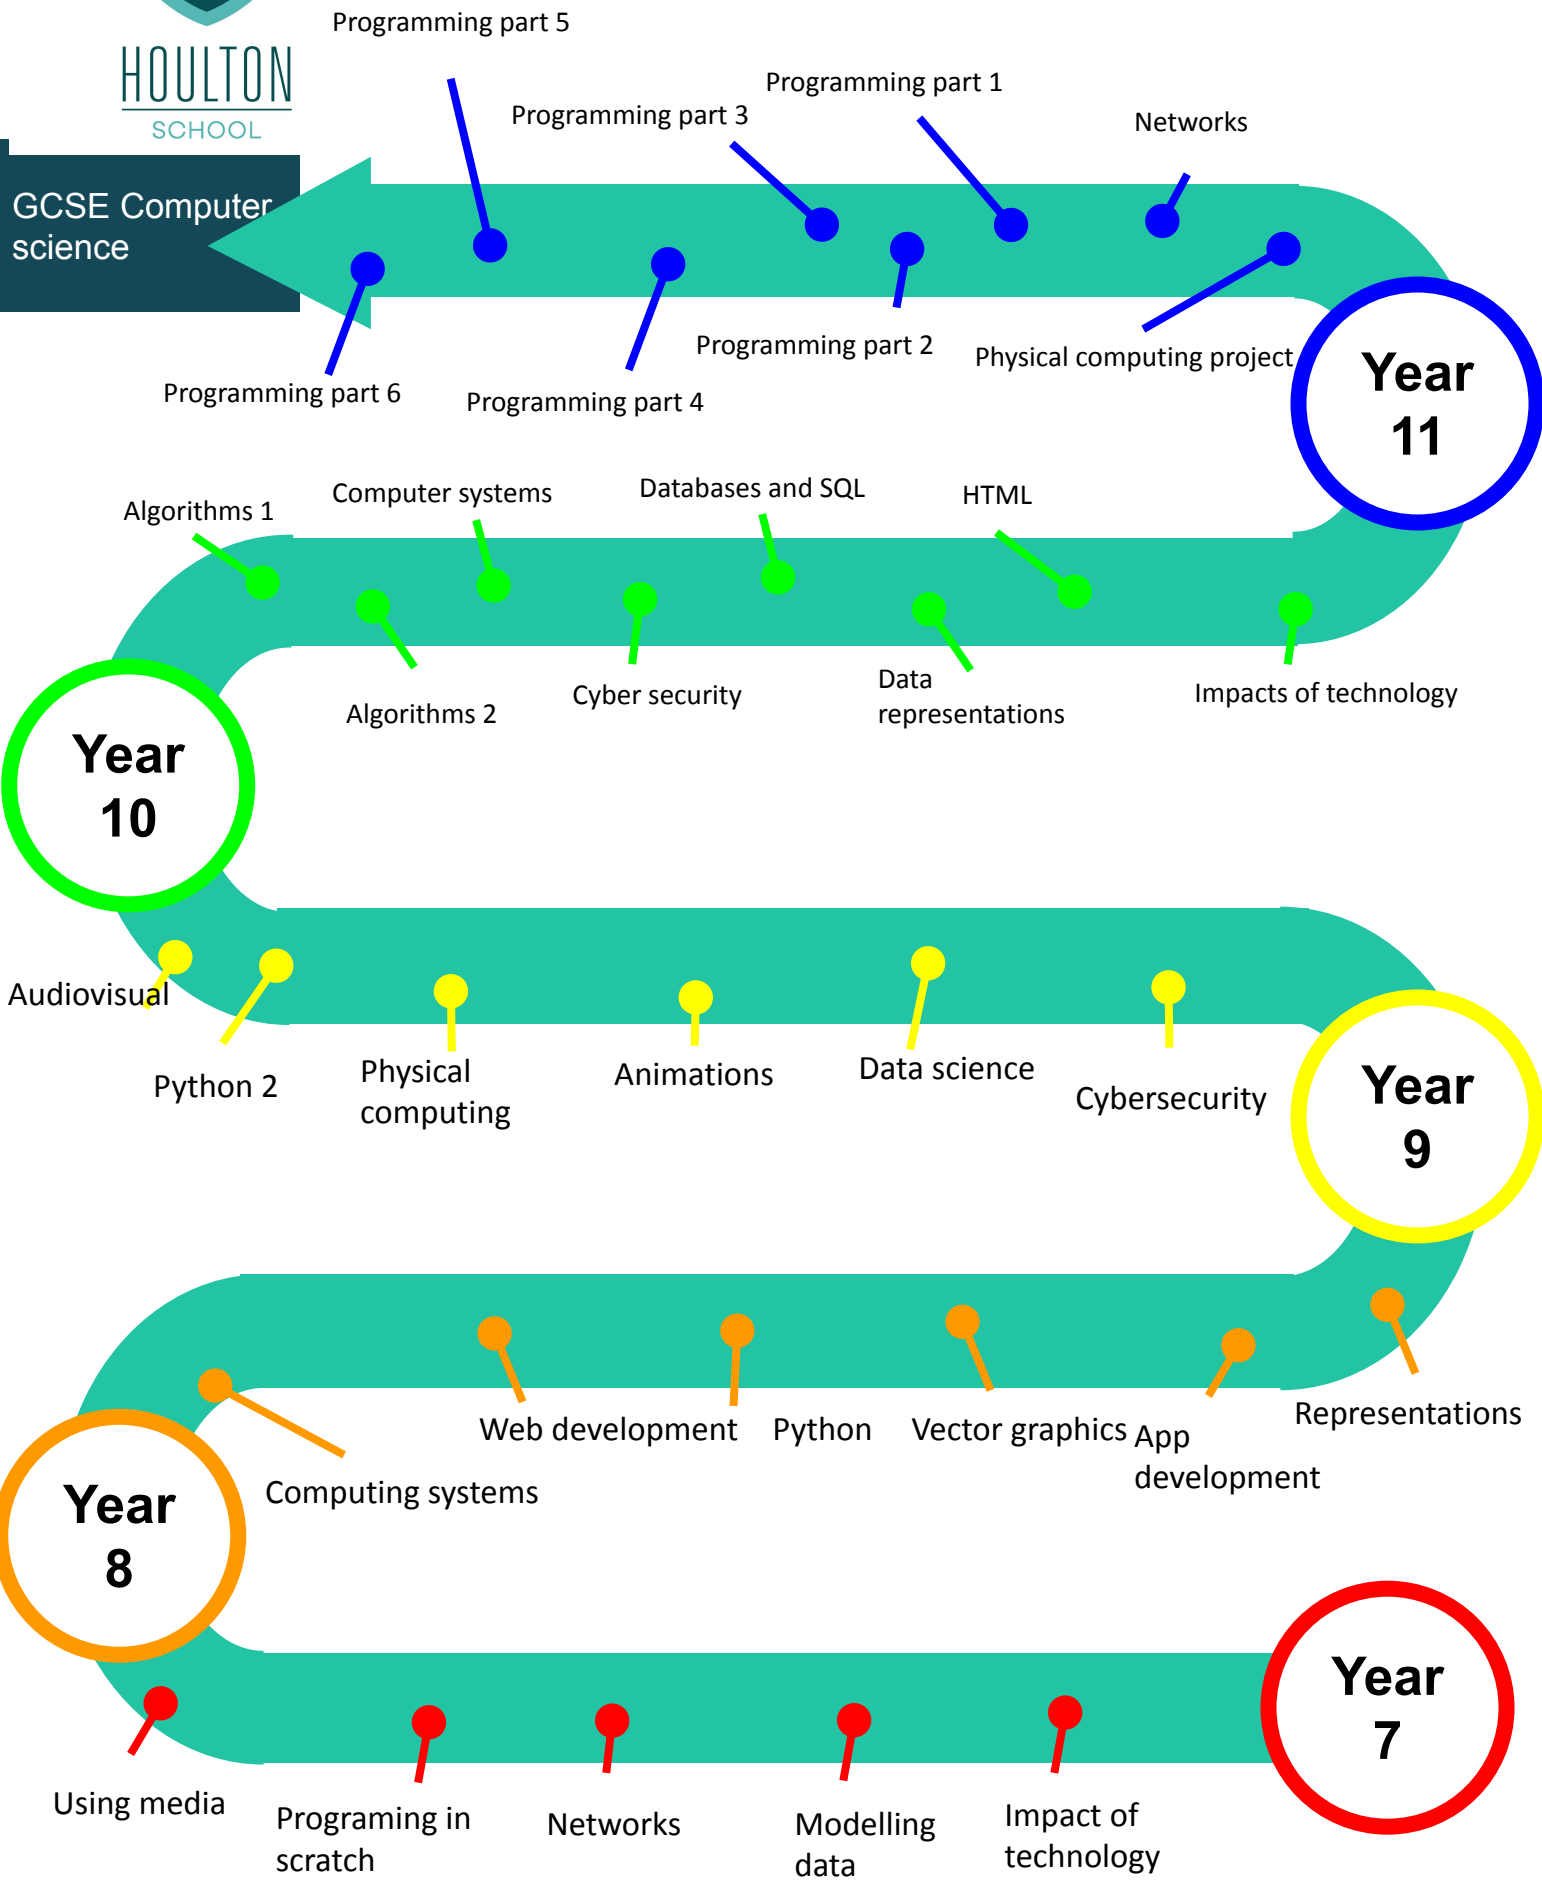 HOULTON
SCHOOL
GCSE Computer
science
Programming part 5
Programming part 3
Programming part 1
Networks
Programming part 6
Programming part 4
Programming part 2
Physical computing project
Year
11
Algorithms 1
Computer systems
Databases and SQL
HTML
Algorithms 2
Cyber security
Data
representations
Impacts of technology
Year
10
Audiovisual
Python 2
Physical
computing
Animations
Data science
Cybersecurity
Year
9
Computing systems
Web development
Python
Vector graphics
App
development
Representations
Year
8
Using media
Programing in
scratch
Networks
Modelling
data
Impact of
technology
Year
7